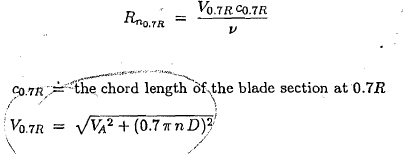 R_{n_{0.7R}} = \frac{V_{0.7R} c_{0.7R}}{\nu}
c_{0.7R} ≐ the chord length of the blade section at 0.7R
V_{0.7R} = \sqrt{V_A^2 + (0.7 π n D)^2}